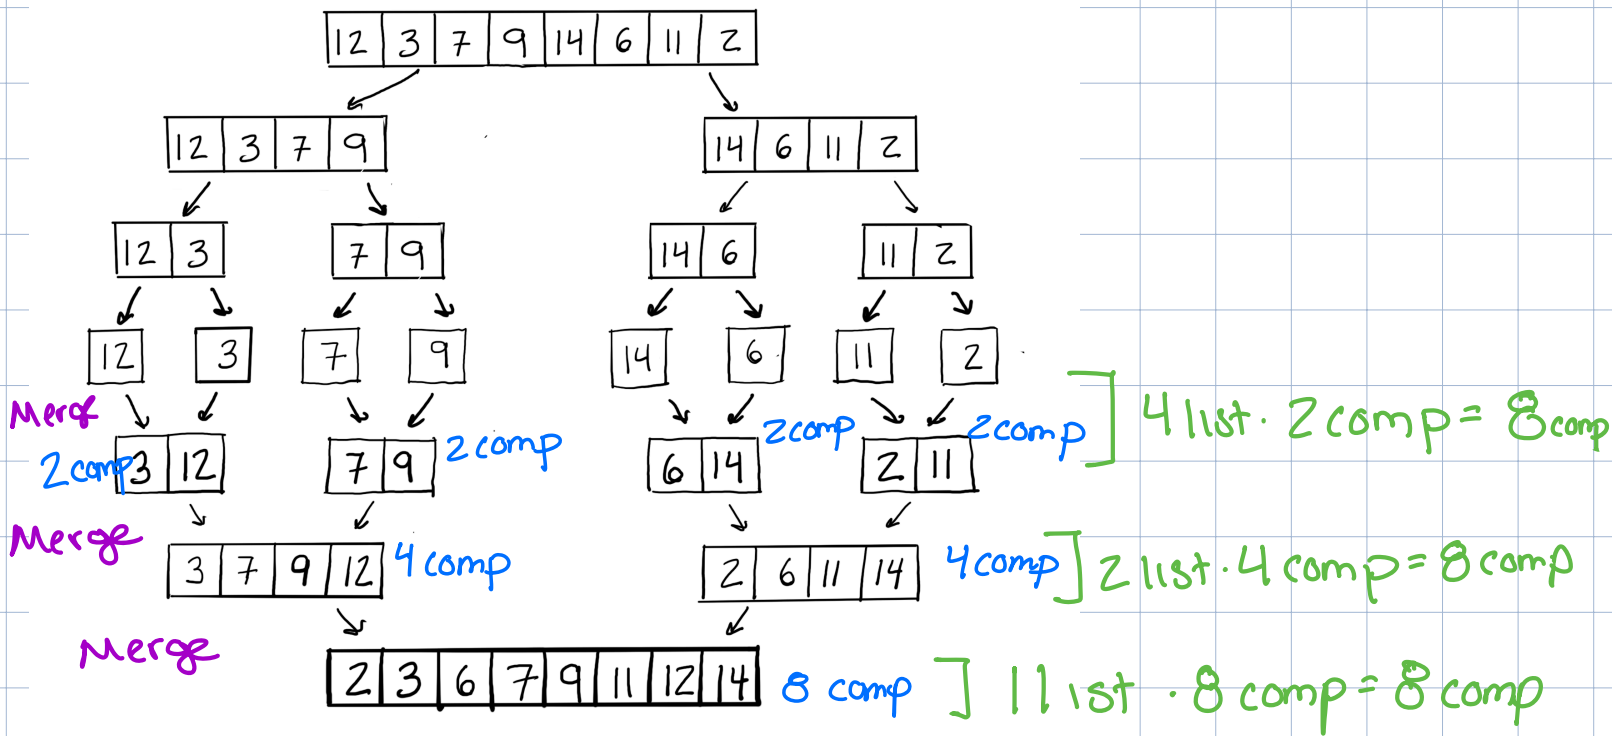 12 3 7 9 14 6 11 2
12 3 7 9
14 6 11 2
12 3
7 9
14 6
11 2
12
3
7
9
14
6
11
2
Merge
2 comp
3 12
7 9
2 comp
6 14
2 comp
2 11
2 comp
4 list · 2 comp = 8 comp
Merge
3 7 9 12
4 comp
2 6 11 14
4 comp
2 list · 4 comp = 8 comp
Merge
2 3 6 7 9 11 12 14
8 comp
1 list · 8 comp = 8 comp